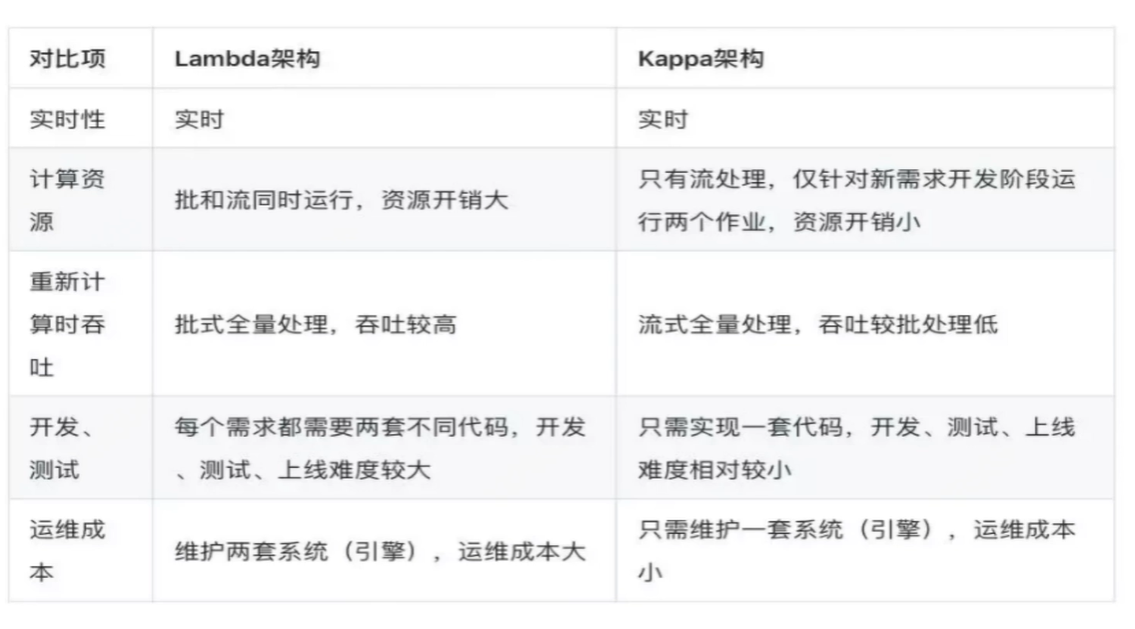 对比项
Lambda架构
Kappa架构
实时性
实时
实时
计算资
源
批和流同时运行，资源开销大
只有流处理，仅针对新需求开发阶段运
行两个作业，资源开销小
重新计
算时吞
吐
批式全量处理，吞吐较高
流式全量处理，吞吐较批处理低
开发、
测试
每个需求都需要两套不同代码，开发
、测试、上线难度较大
只需实现一套代码，开发、测试、上线
难度相对较小
运维成
本
维护两套系统（引擎），运维成本大
只需维护一套系统（引擎），运维成本
小